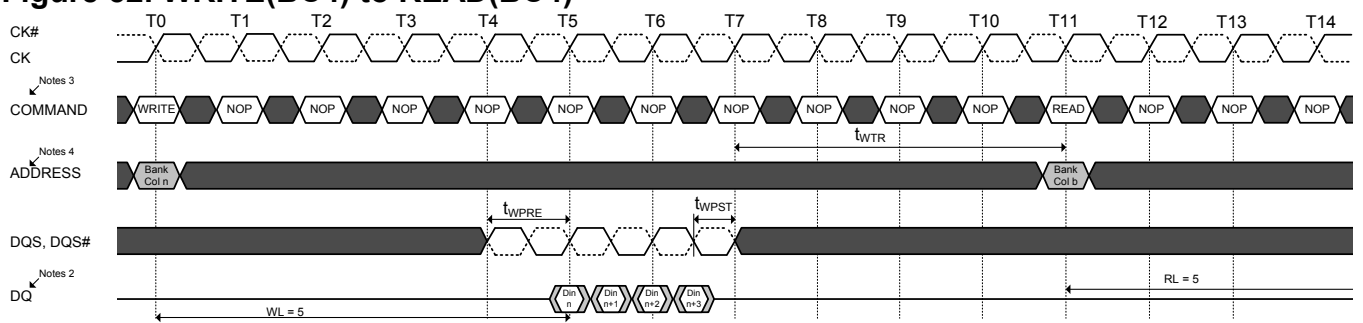 Figure 62. WRITE(BC4) to READ(BC4)
T0 T1 T2 T3 T4 T5 T6 T7 T8 T9 T10 T11 T12 T13 T14
CK#
CK
Notes 3
COMMAND WRITE NOP NOP NOP NOP NOP NOP NOP NOP NOP NOP READ NOP NOP NOP
tWTR
Notes 4
ADDRESS Bank Col n Bank Col b
tWPRE tWPST
DQS, DQS#
Notes 2
DQ Din n Din n+1 Din n+2 Din n+3
RL = 5
WL = 5